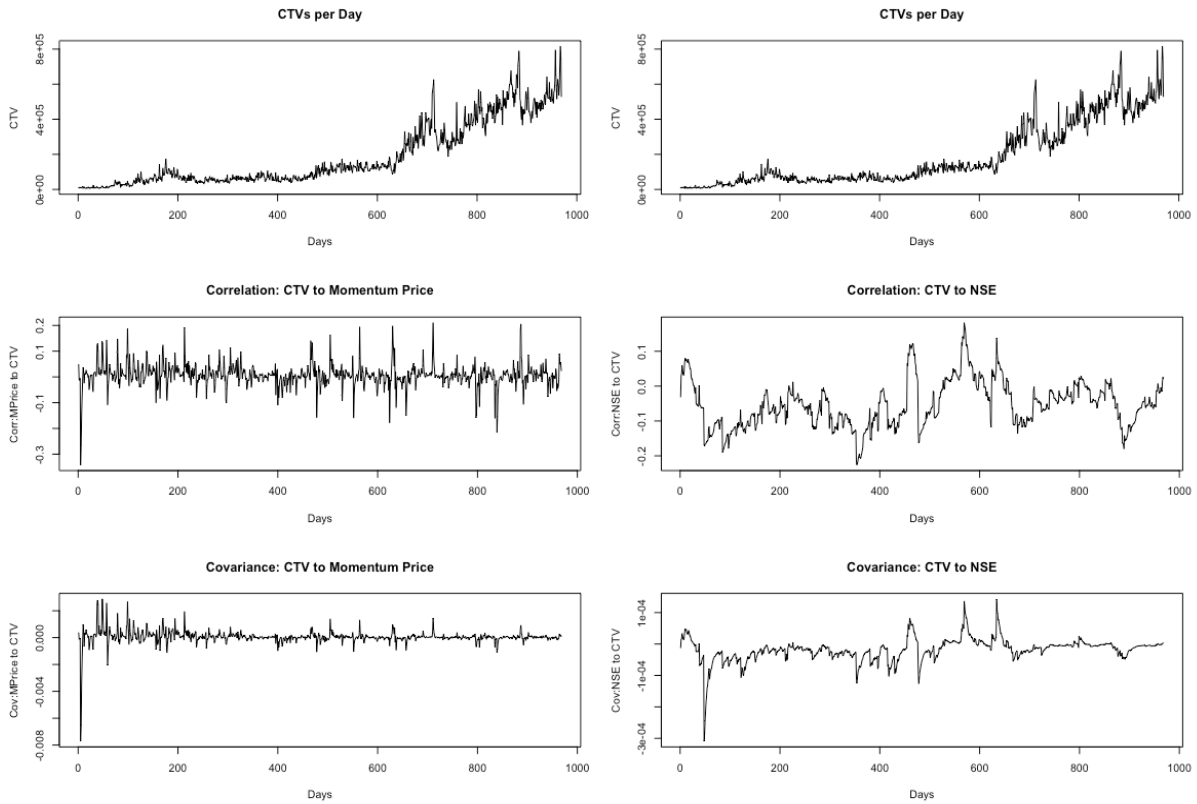 CTVs per Day
CTV
0e+00 4e+05 8e+05
0 200 400 600 800 1000
Days
CTVs per Day
CTV
0e+00 4e+05 8e+05
0 200 400 600 800 1000
Days
Correlation: CTV to Momentum Price
Corr:MPrice to CTV
-0.3 -0.1 0.1 0.2
0 200 400 600 800 1000
Days
Correlation: CTV to NSE
Corr:NSE to CTV
-0.2 -0.1 0.0 0.1
0 200 400 600 800 1000
Days
Covariance: CTV to Momentum Price
Cov:MPrice to CTV
-0.008 -0.004 0.000
0 200 400 600 800 1000
Days
Covariance: CTV to NSE
Cov:NSE to CTV
-3e-04 -1e-04 1e-04
0 200 400 600 800 1000
Days